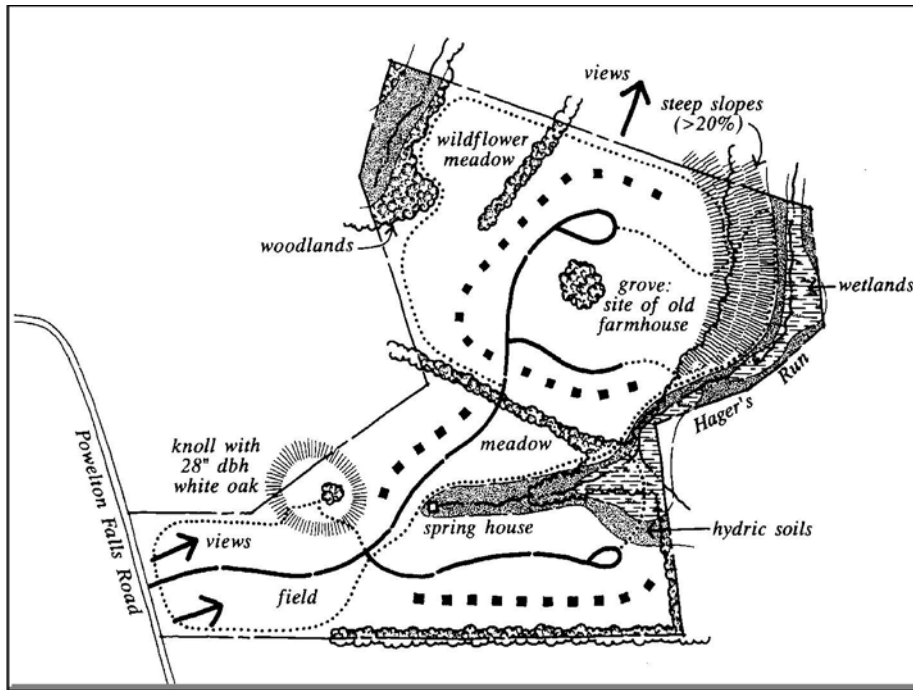 views
steep slopes
(>20%)
wildflower
meadow
woodlands
wetlands
grove:
site of old
farmhouse
Hager's Run
meadow
knoll with
28" dbh
white oak
Powelton Falls Road
spring house
hydric soils
views
field